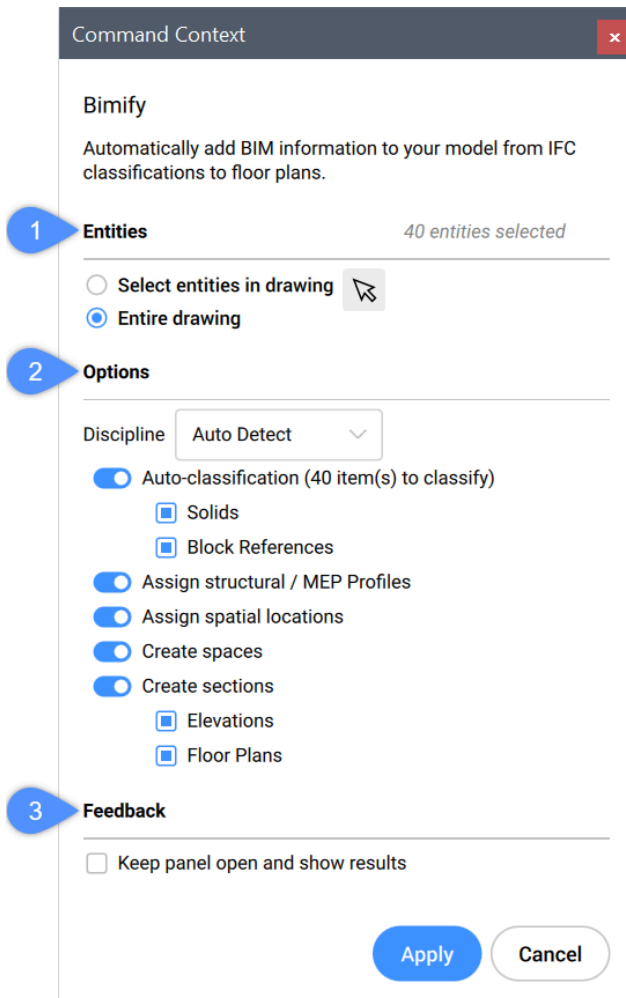 Command Context
x
Bimify
Automatically add BIM information to your model from IFC
classifications to floor plans.
1 Entities 40 entities selected
Select entities in drawing
Entire drawing
2 Options
Discipline Auto Detect
Auto-classification (40 item(s) to classify)
Solids
Block References
Assign structural / MEP Profiles
Assign spatial locations
Create spaces
Create sections
Elevations
Floor Plans
3 Feedback
Keep panel open and show results
Apply Cancel